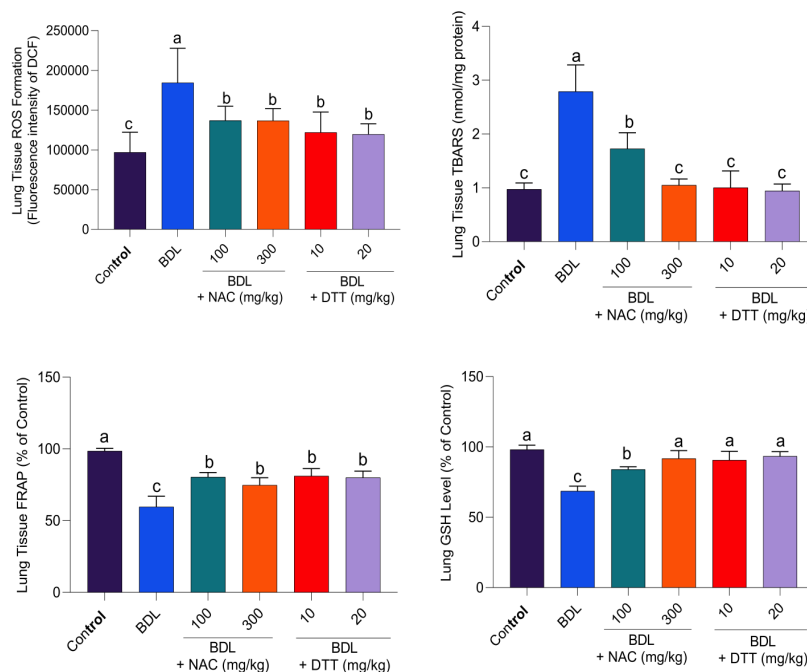 Lung Tissue ROS Formation
(Fluorescence intensity of DCF)
250000
200000
150000
100000
50000
0
c
a
b
b
b
b
Control
BDL
100
300
10
20
BDL
+ NAC (mg/kg)
BDL
+ DTT (mg/kg)
Lung Tissue TBARS (nmol/mg protein)
4
3
2
1
0
c
a
b
c
c
c
Control
BDL
100
300
10
20
BDL
+ NAC (mg/kg)
BDL
+ DTT (mg/kg
Lung Tissue FRAP (% of Control)
150
100
50
0
a
c
b
b
b
b
Control
BDL
100
300
10
20
BDL
+ NAC (mg/kg)
BDL
+ DTT (mg/kg)
Lung GSH Level (% of Control)
150
100
50
0
a
c
b
a
a
a
Control
BDL
100
300
10
20
BDL
+ NAC (mg/kg)
BDL
+ DTT (mg/kg)